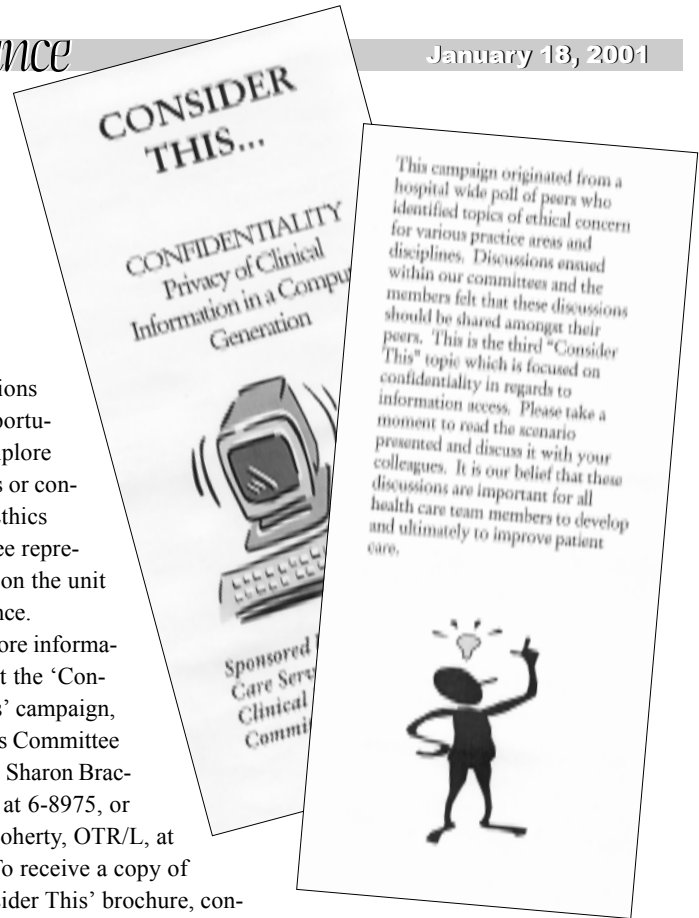 ance
January 18, 2001
CONSIDER
THIS...
CONFIDENTIALITY
Privacy of Clinical
Information in a Compu
Generation
Sponsored
Care Serv
Clinical
Commi
This campaign originated from a
hospital wide poll of peers who
identified topics of ethical concern
for various practice areas and
disciplines. Discussions ensued
within our committees and the
members felt that these discussions
should be shared amongst their
peers. This is the third "Consider
This" topic which is focused on
confidentiality in regards to
information access. Please take a
moment to read the scenario
presented and discuss it with your
colleagues. It is our belief that these
discussions are important for all
health care team members to develop
and ultimately to improve patient
care.
ions
portu-
plore
s or con-
thics
ee repre-
on the unit
nce.
ore informa-
t the ‘Con-
s’ campaign,
s Committee
Sharon Brac-
at 6-8975, or
oherty, OTR/L, at
To receive a copy of
ider This’ brochure, con-